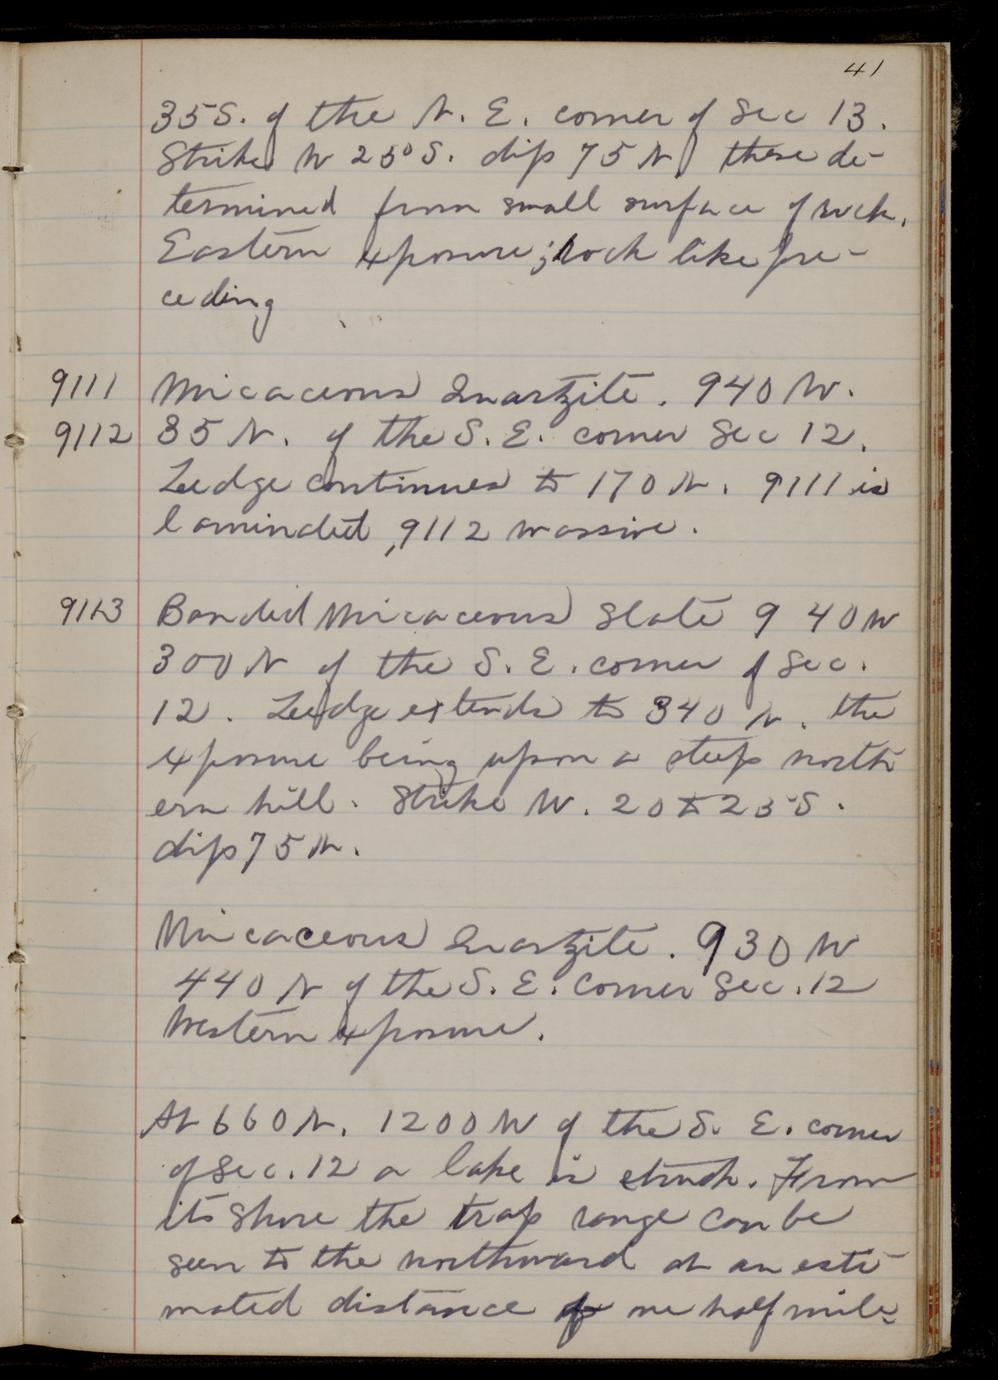 41
35S. of the N. E. corner of Sec 13.
Strike W 25° S. dip 75 N, these de-
termined from small surface of rock.
Eastern exposure; rock like pre-
ceding
9111 Micaceous Quartzite. 940 W.
9112 85 N. of the S. E. corner Sec 12.
Ledge continues to 170 N. 9111 is
laminded, 9112 massive.
9113 Banded Micaceous Slate 940 W
300 N of the S. E. corner of Sec.
12. Ledge extends to 340 N. the
exposure being upon a steep north
ern hill. Strike W. 20 to 25 S.
dip 75 N.
Micaceous Quartzite. 930 W
440 N of the S. E. Corner Sec. 12
Western exposure.
At 660 N. 1200 W of the S. E. corner
of Sec. 12 a lake is struck. From
its shore the trap range can be
seen to the northward at an esti-
mated distance of one half mile.